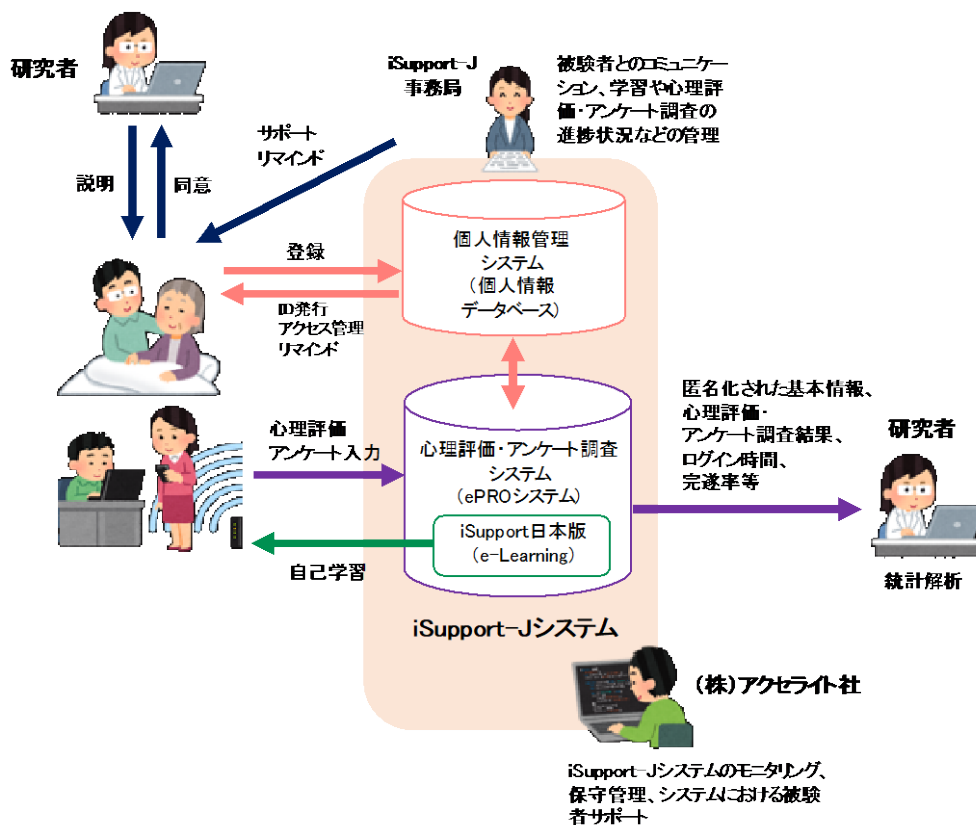 研究者
iSupport-J
事務局
被験者とのコミュニケー
ション、学習や心理評
価・アンケート調査の
進捗状況などの管理
サポート
リマインド
説明
同意
個人情報管理
システム
(個人情報
データベース)
登録
ID発行
アクセス管理
リマインド
心理評価
アンケート入力
心理評価・アンケート調査
システム
(ePROシステム)
iSupport日本版
(e-Learning)
自己学習
匿名化された基本情報、
心理評価・
アンケート調査結果、
ログイン時間、
完遂率等
研究者
統計解析
iSupport-Jシステム
(株)アクセライト社
iSupport-Jシステムのモニタリング、
保守管理、システムにおける被験
者サポート